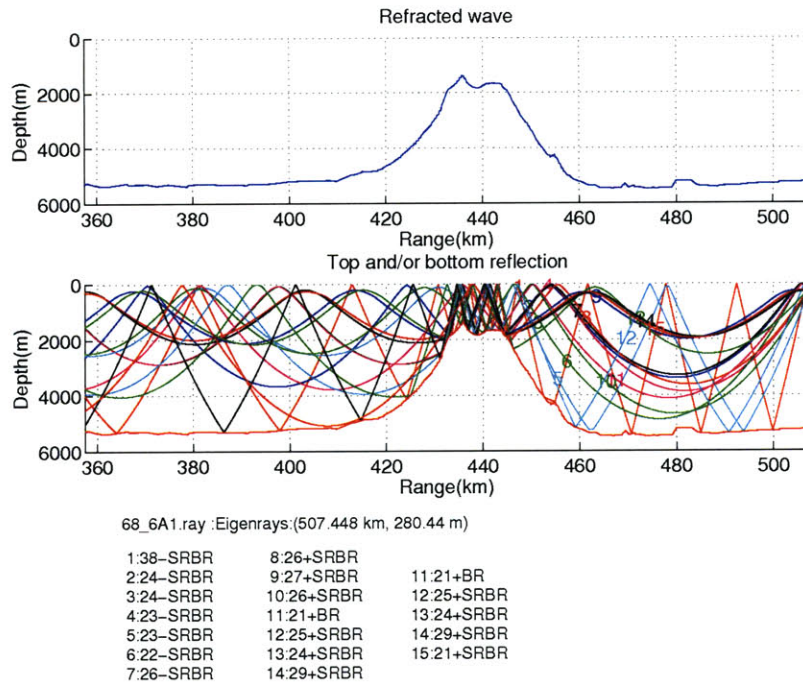 Refracted wave
0
2000
4000
6000
Depth(m)
360 380 400 420 440 460 480 500
Range(km)
Top and/or bottom reflection
0
2000
4000
6000
Depth(m)
6
12
360 380 400 420 440 460 480 500
Range(km)
68_6A1.ray :Eigenrays:(507.448 km, 280.44 m)
1:38-SRBR 8:26+SRBR
2:24-SRBR 9:27+SRBR 11:21+BR
3:24-SRBR 10:26+SRBR 12:25+SRBR
4:23-SRBR 11:21+BR 13:24+SRBR
5:23-SRBR 12:25+SRBR 14:29+SRBR
6:22-SRBR 13:24+SRBR 15:21+SRBR
7:26-SRBR 14:29+SRBR